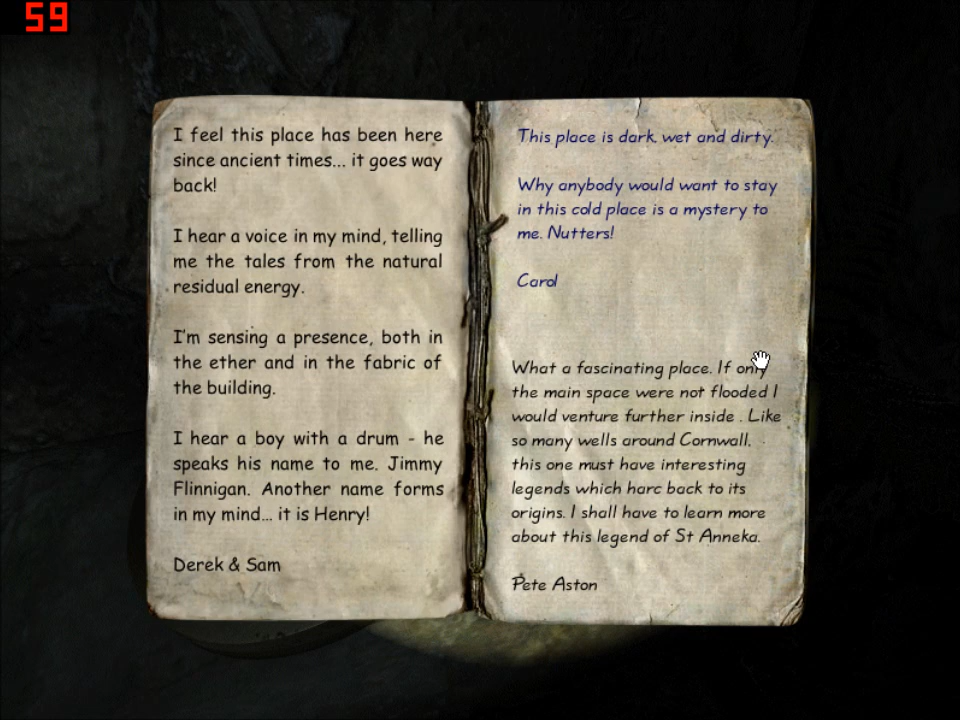 59
I feel this place has been here
since ancient times... it goes way
back!
I hear a voice in my mind, telling
me the tales from the natural
residual energy.
I'm sensing a presence, both in
the ether and in the fabric of
the building.
I hear a boy with a drum - he
speaks his name to me. Jimmy
Flinnigan. Another name forms
in my mind... it is Henry!
Derek & Sam
This place is dark, wet and dirty.
Why anybody would want to stay
in this cold place is a mystery to
me. Nutters!
Carol
What a fascinating place. If only
the main space were not flooded I
would venture further inside . Like
so many wells around Cornwall,
this one must have interesting
legends which harc back to its
origins. I shall have to learn more
about this legend of St Anneka.
Pete Aston